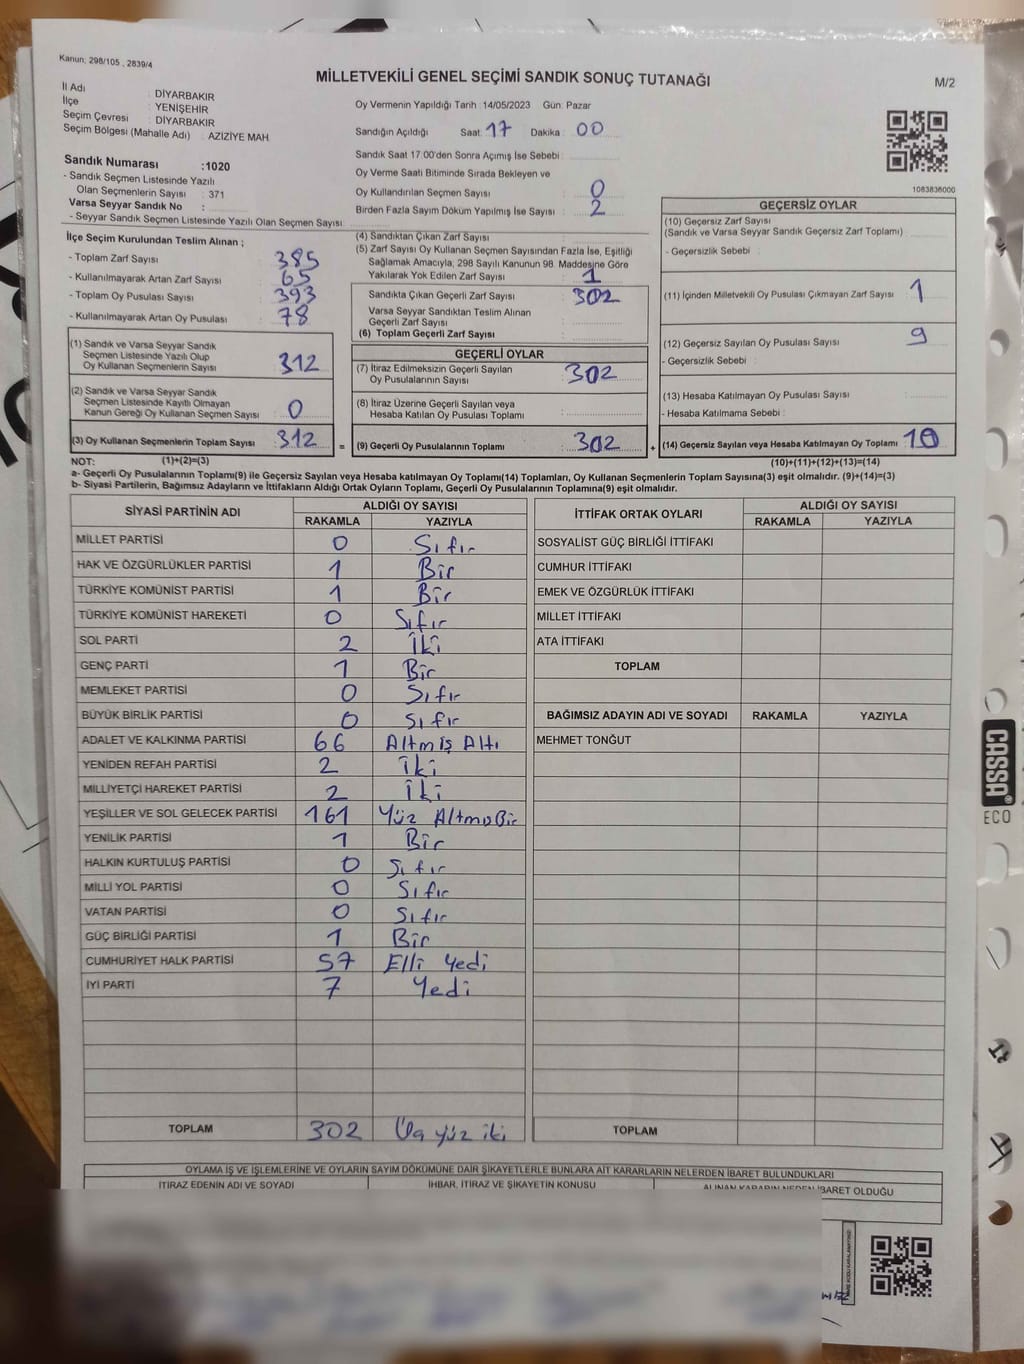 Kanun: 298/105 , 2839/4
MİLLETVEKİLİ GENEL SEÇİMİ SANDIK SONUÇ TUTANAĞI
M/2
İl Adı : DİYARBAKIR
İlçe : YENİŞEHİR
Seçim Çevresi : DİYARBAKIR
Seçim Bölgesi (Mahalle Adı) : AZİZİYE MAH.
Sandık Numarası :1020
- Sandık Seçmen Listesinde Yazılı
Olan Seçmenlerin Sayısı : 371
Varsa Seyyar Sandık No :
- Seyyar Sandık Seçmen Listesinde Yazılı Olan Seçmen Sayısı:
Oy Vermenin Yapıldığı Tarih :14/05/2023 Gün: Pazar
Sandığın Açıldığı Saat: 17 Dakika: 00
Sandık Saat 17.00'den Sonra Açımış İse Sebebi :
Oy Verme Saati Bitiminde Sırada Bekleyen ve
Oy Kullandırılan Seçmen Sayısı : 0
Birden Fazla Sayım Döküm Yapılmış İse Sayısı : 2
1083836000
İlçe Seçim Kurulundan Teslim Alınan ;
- Toplam Zarf Sayısı : 385
- Kullanılmayarak Artan Zarf Sayısı : 65
- Toplam Oy Pusulası Sayısı : 393
- Kullanılmayarak Artan Oy Pusulası : 78
(1) Sandık ve Varsa Seyyar Sandık
Seçmen Listesinde Yazılı Olup
Oy Kullanan Seçmenlerin Sayısı : 312
(2) Sandık ve Varsa Seyyar Sandık
Seçmen Listesinde Kayıtlı Olmayan
Kanun Gereği Oy Kullanan Seçmen Sayısı : 0
(3) Oy Kullanan Seçmenlerin Toplam Sayısı : 312 =
(4) Sandıktan Çıkan Zarf Sayısı :
(5) Zarf Sayısı Oy Kullanan Seçmen Sayısından Fazla İse, Eşitliği
Sağlamak Amacıyla, 298 Sayılı Kanunun 98. Maddesine Göre
Yakılarak Yok Edilen Zarf Sayısı : 1
Sandıkta Çıkan Geçerli Zarf Sayısı : 302
Varsa Seyyar Sandıktan Teslim Alınan
Geçerli Zarf Sayısı :
(6) Toplam Geçerli Zarf Sayısı :
GEÇERLİ OYLAR
(7) İtiraz Edilmeksizin Geçerli Sayılan
Oy Pusulalarının Sayısı : 302
(8) İtiraz Üzerine Geçerli Sayılan veya
Hesaba Katılan Oy Pusulası Toplamı :
(9) Geçerli Oy Pusulalarının Toplamı : 302 +
GEÇERSİZ OYLAR
(10) Geçersiz Zarf Sayısı
(Sandık ve Varsa Seyyar Sandık Geçersiz Zarf Toplamı) :
- Geçersizlik Sebebi :
(11) İçinden Milletvekili Oy Pusulası Çıkmayan Zarf Sayısı : 1
(12) Geçersiz Sayılan Oy Pusulası Sayısı : 9
- Geçersizlik Sebebi :
(13) Hesaba Katılmayan Oy Pusulası Sayısı :
- Hesaba Katılmama Sebebi :
(14) Geçersiz Sayılan veya Hesaba Katılmayan Oy Toplamı : 10
NOT: (1)+(2)=(3) (10)+(11)+(12)+(13)=(14)
a- Geçerli Oy Pusulalarının Toplamı(9) ile Geçersiz Sayılan veya Hesaba katılmayan Oy Toplamı(14) Toplamları, Oy Kullanan Seçmenlerin Toplam Sayısına(3) eşit olmalıdır. (9)+(14)=(3)
b- Siyasi Partilerin, Bağımsız Adayların ve İttifakların Aldığı Ortak Oyların Toplamı, Geçerli Oy Pusulalarının Toplamına(9) eşit olmalıdır.
SİYASİ PARTİNİN ADI ALDIĞI OY SAYISI
RAKAMLA YAZIYLA
MİLLET PARTİSİ 0 Sıfır
HAK VE ÖZGÜRLÜKLER PARTİSİ 1 Bir
TÜRKİYE KOMÜNİST PARTİSİ 1 Bir
TÜRKİYE KOMÜNİST HAREKETİ 0 Sıfır
SOL PARTİ 2 İki
GENÇ PARTİ 1 Bir
MEMLEKET PARTİSİ 0 Sıfır
BÜYÜK BİRLİK PARTİSİ 0 Sıfır
ADALET VE KALKINMA PARTİSİ 66 Altmış Altı
YENİDEN REFAH PARTİSİ 2 İki
MİLLİYETÇİ HAREKET PARTİSİ 2 İki
YEŞİLLER VE SOL GELECEK PARTİSİ 161 Yüz Altmış Bir
YENİLİK PARTİSİ 1 Bir
HALKIN KURTULUŞ PARTİSİ 0 Sıfır
MİLLİ YOL PARTİSİ 0 Sıfır
VATAN PARTİSİ 0 Sıfır
GÜÇ BİRLİĞİ PARTİSİ 1 Bir
CUMHURİYET HALK PARTİSİ 57 Elli Yedi
İYİ PARTİ 7 Yedi
TOPLAM 302 Üç yüz iki
İTTİFAK ORTAK OYLARI ALDIĞI OY SAYISI
RAKAMLA YAZIYLA
SOSYALİST GÜÇ BİRLİĞİ İTTİFAKI
CUMHUR İTTİFAKI
EMEK VE ÖZGÜRLÜK İTTİFAKI
MİLLET İTTİFAKI
ATA İTTİFAKI
TOPLAM
BAĞIMSIZ ADAYIN ADI VE SOYADI RAKAMLA YAZIYLA
MEHMET TONĞUT
TOPLAM
OYLAMA İŞ VE İŞLEMLERİNE VE OYLARIN SAYIM DÖKÜMÜNE DAİR ŞİKAYETLERLE BUNLARA AİT KARARLARIN NELERDEN İBARET BULUNDUKLARI
İTİRAZ EDENİN ADI VE SOYADI İHBAR, İTİRAZ VE ŞİKAYETİN KONUSU ALINAN KARARIN NEDEN İBARET OLDUĞU
CASSA
ECO